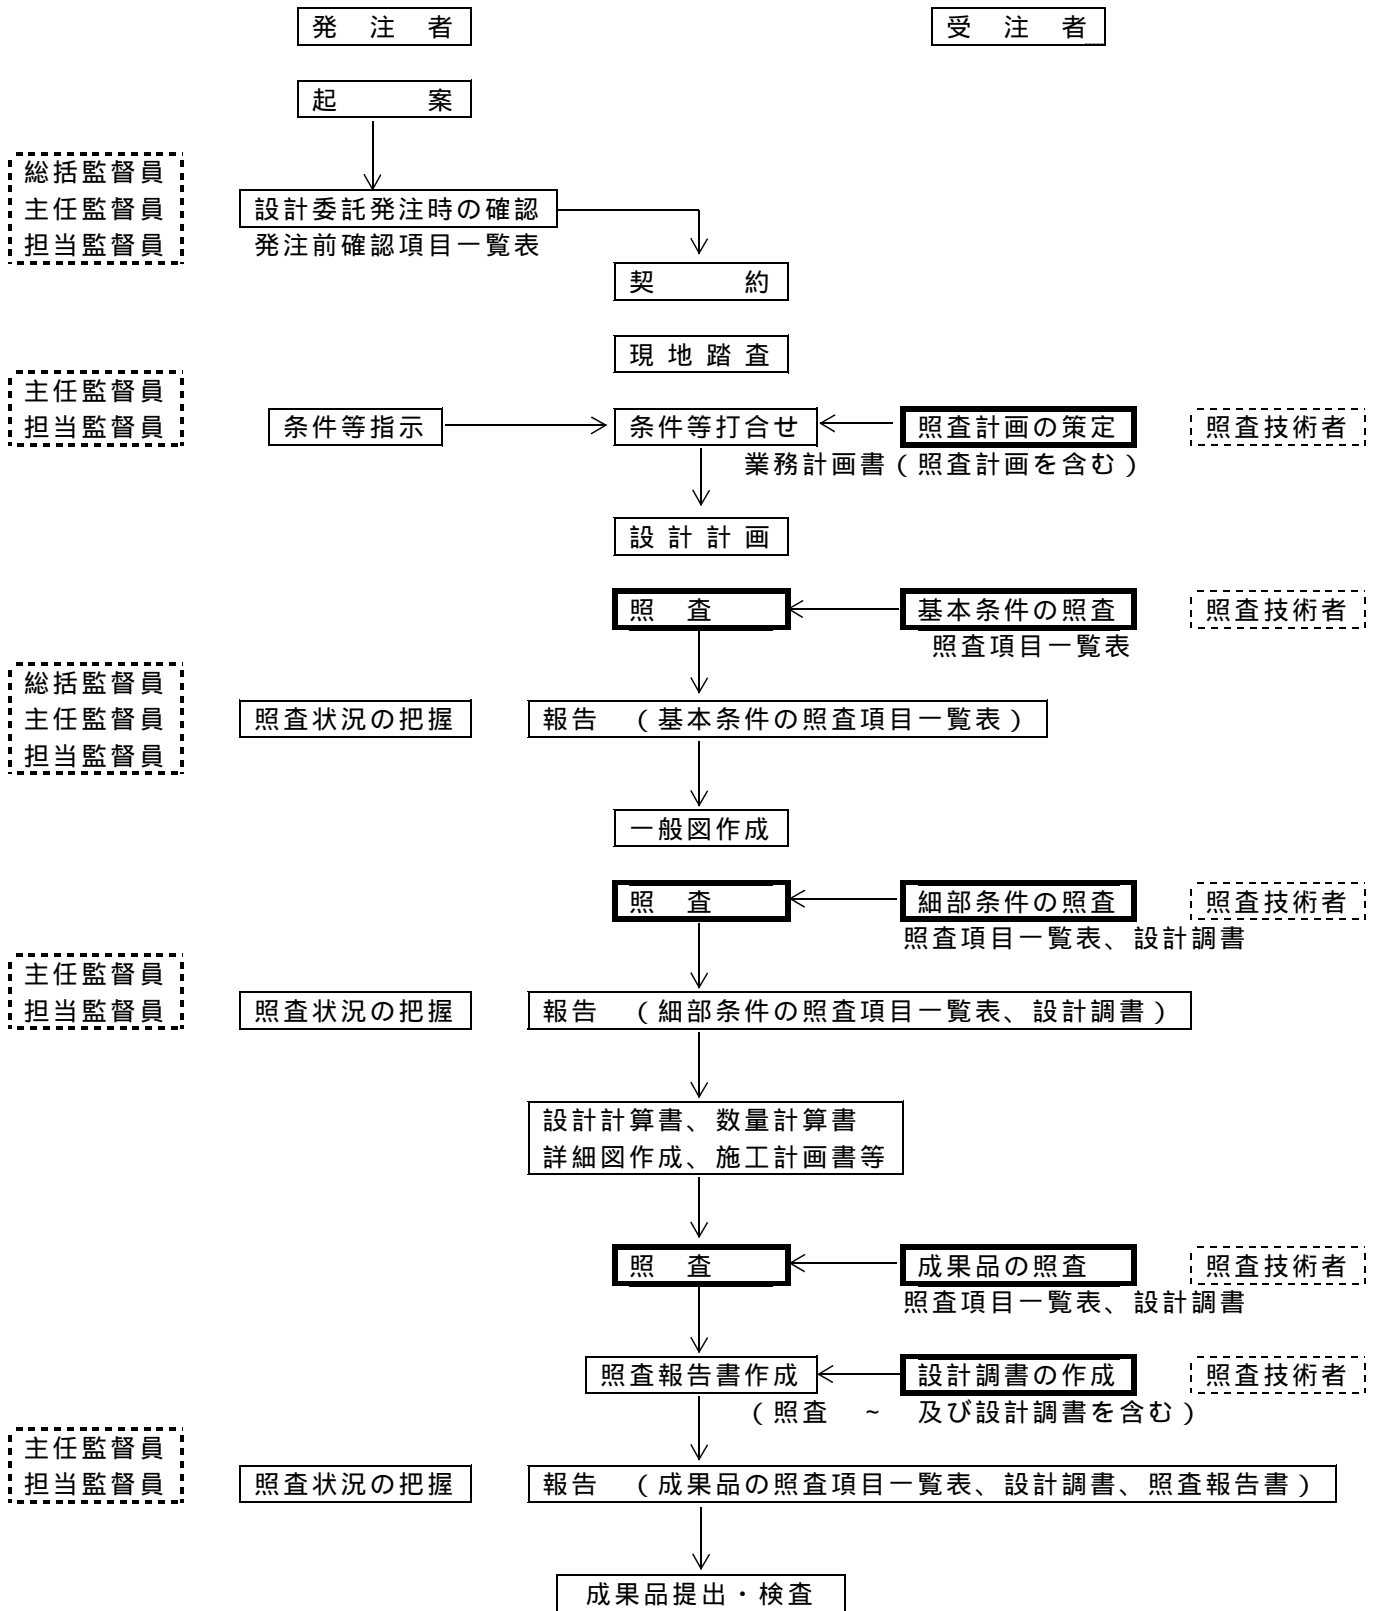 発　注　者
受　注　者
起　　　案
総括監督員
主任監督員
担当監督員
設計委託発注時の確認
発注前確認項目一覧表
契　　　約
現 地 踏 査
主任監督員
担当監督員
条件等指示
条件等打合せ
照査計画の策定
照査技術者
業務計画書（照査計画を含む）
設 計 計 画
照　査
基本条件の照査
照査技術者
照査項目一覧表
総括監督員
主任監督員
担当監督員
照査状況の把握
報告　（基本条件の照査項目一覧表）
一般図作成
照　査
細部条件の照査
照査技術者
照査項目一覧表、設計調書
主任監督員
担当監督員
照査状況の把握
報告　（細部条件の照査項目一覧表、設計調書）
設計計算書、数量計算書
詳細図作成、施工計画書等
照　査
成果品の照査
照査技術者
照査項目一覧表、設計調書
照査報告書作成
設計調書の作成
照査技術者
（照査　~　及び設計調書を含む）
主任監督員
担当監督員
照査状況の把握
報告　（成果品の照査項目一覧表、設計調書、照査報告書）
成果品提出・検査